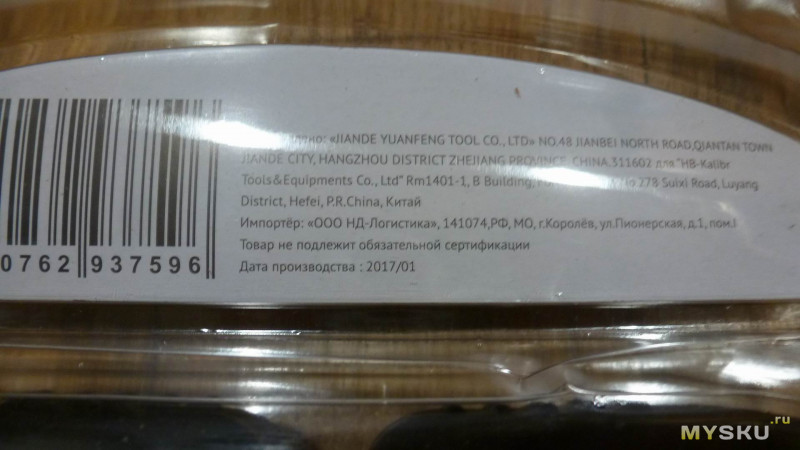 «JIANDE YUANFENG TOOL CO., LTD» NO.48 JIANBEI NORTH ROAD,QIANTAN TOWN
JIANDE CITY, HANGZHOU DISTRICT ZHEJIANG PROVINCE, CHINA.311602 для "HB-Kalibr
Tools&Equipments Co., Ltd" Rm1401-1, B Building, No.278 Suixi Road, Luyang
District, Hefei, P.R.China, Китай
Импортёр: «ООО НД-Логистика», 141074,РФ, МО, г.Королёв, ул.Пионерская, д.1, пом.I
Товар не подлежит обязательной сертификации
Дата производства : 2017/01
0762 937596
MYSKU.ru